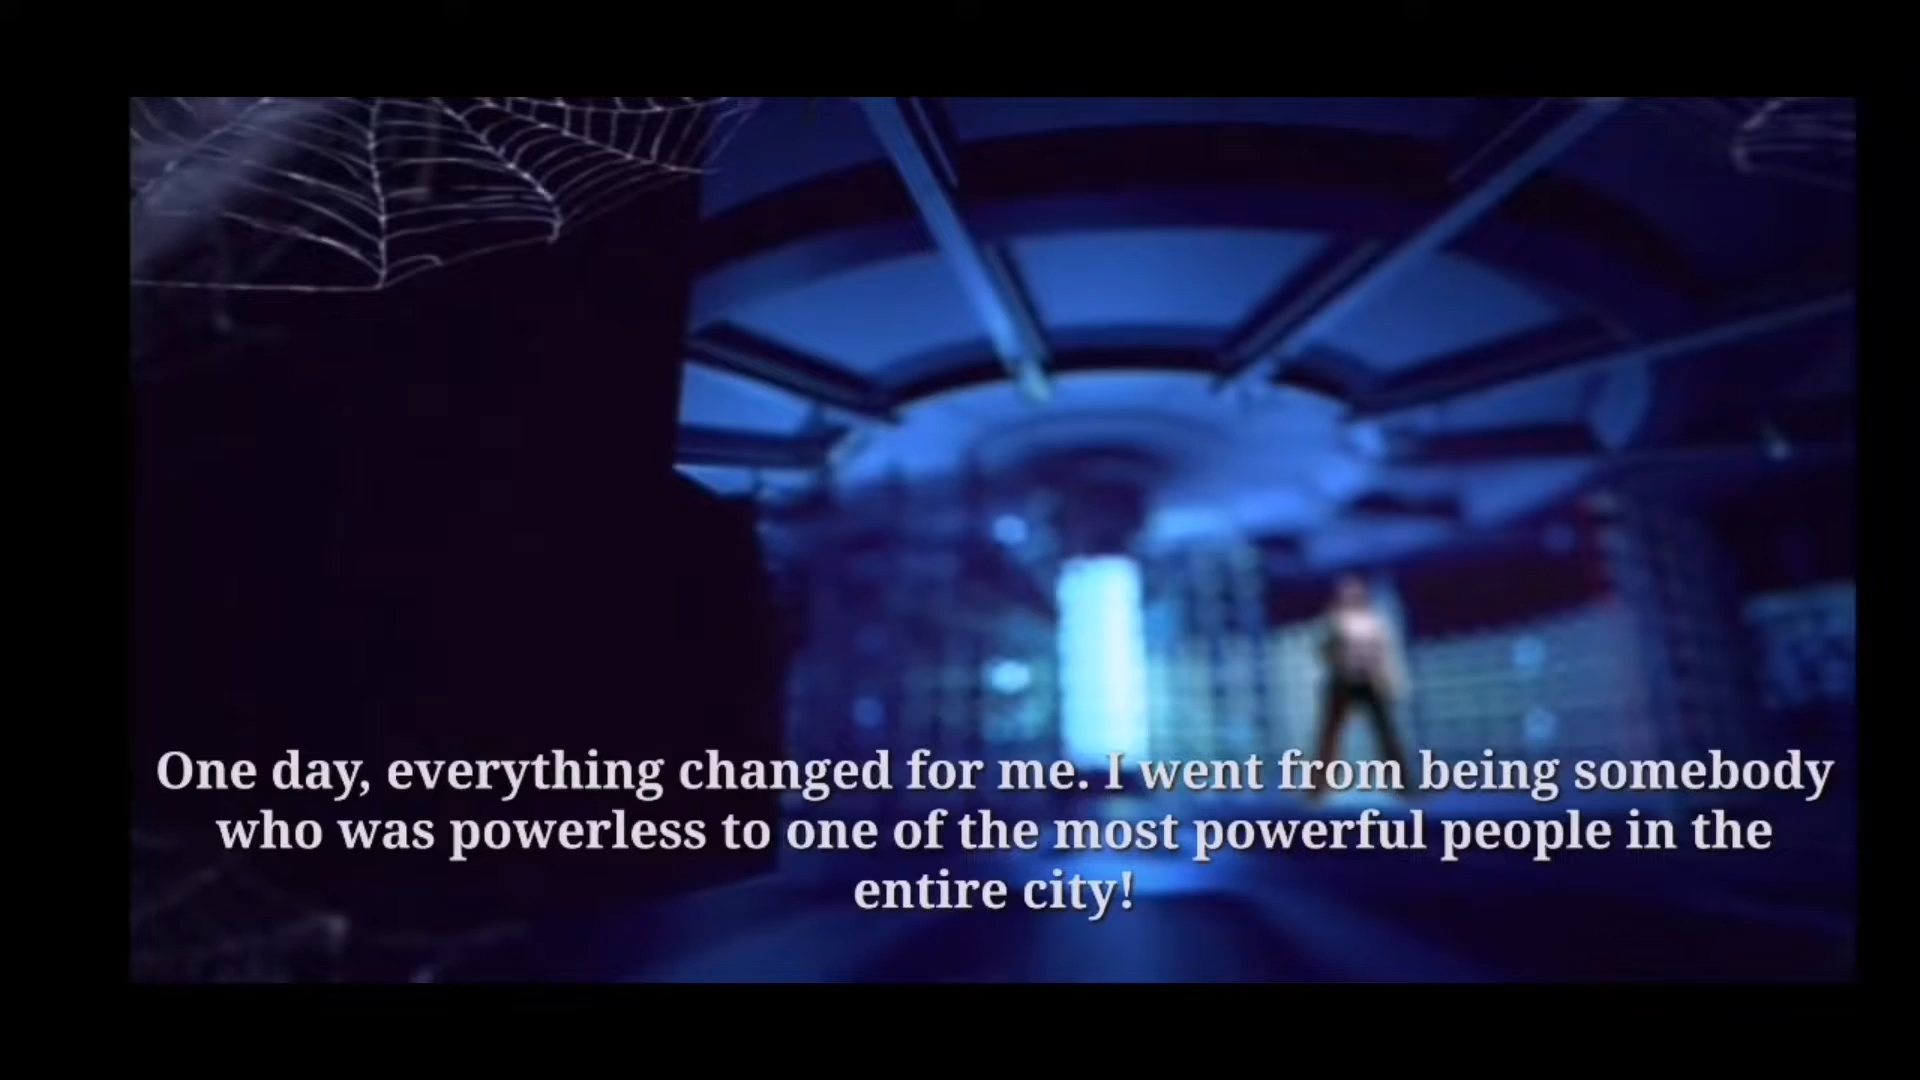 One day, everything changed for me. I went from being somebody
who was powerless to one of the most powerful people in the
entire city!